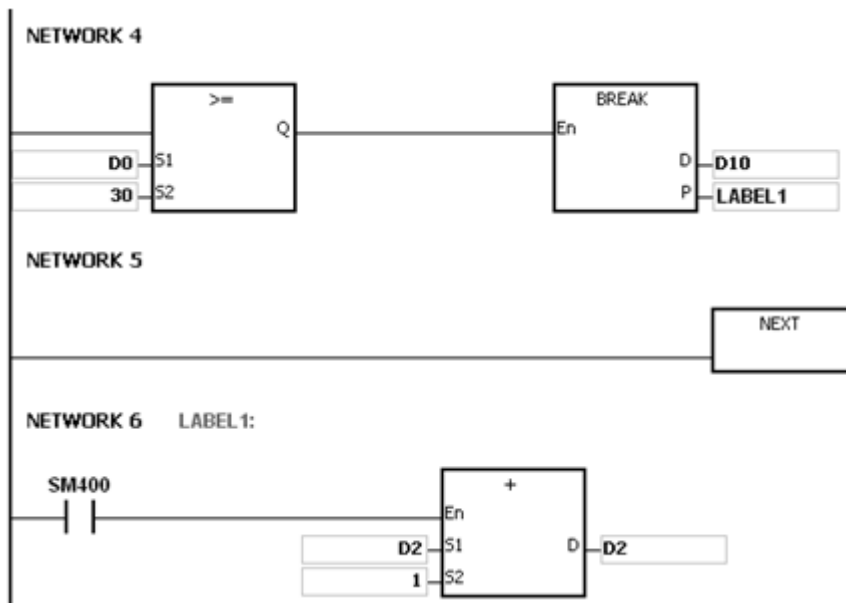 NETWORK 4
>=
BREAK
Q
En
D0 S1
D D10
30 S2
P LABEL1
NETWORK 5
NEXT
NETWORK 6 LABEL1:
SM400
+
En
D2 S1
D D2
1 S2